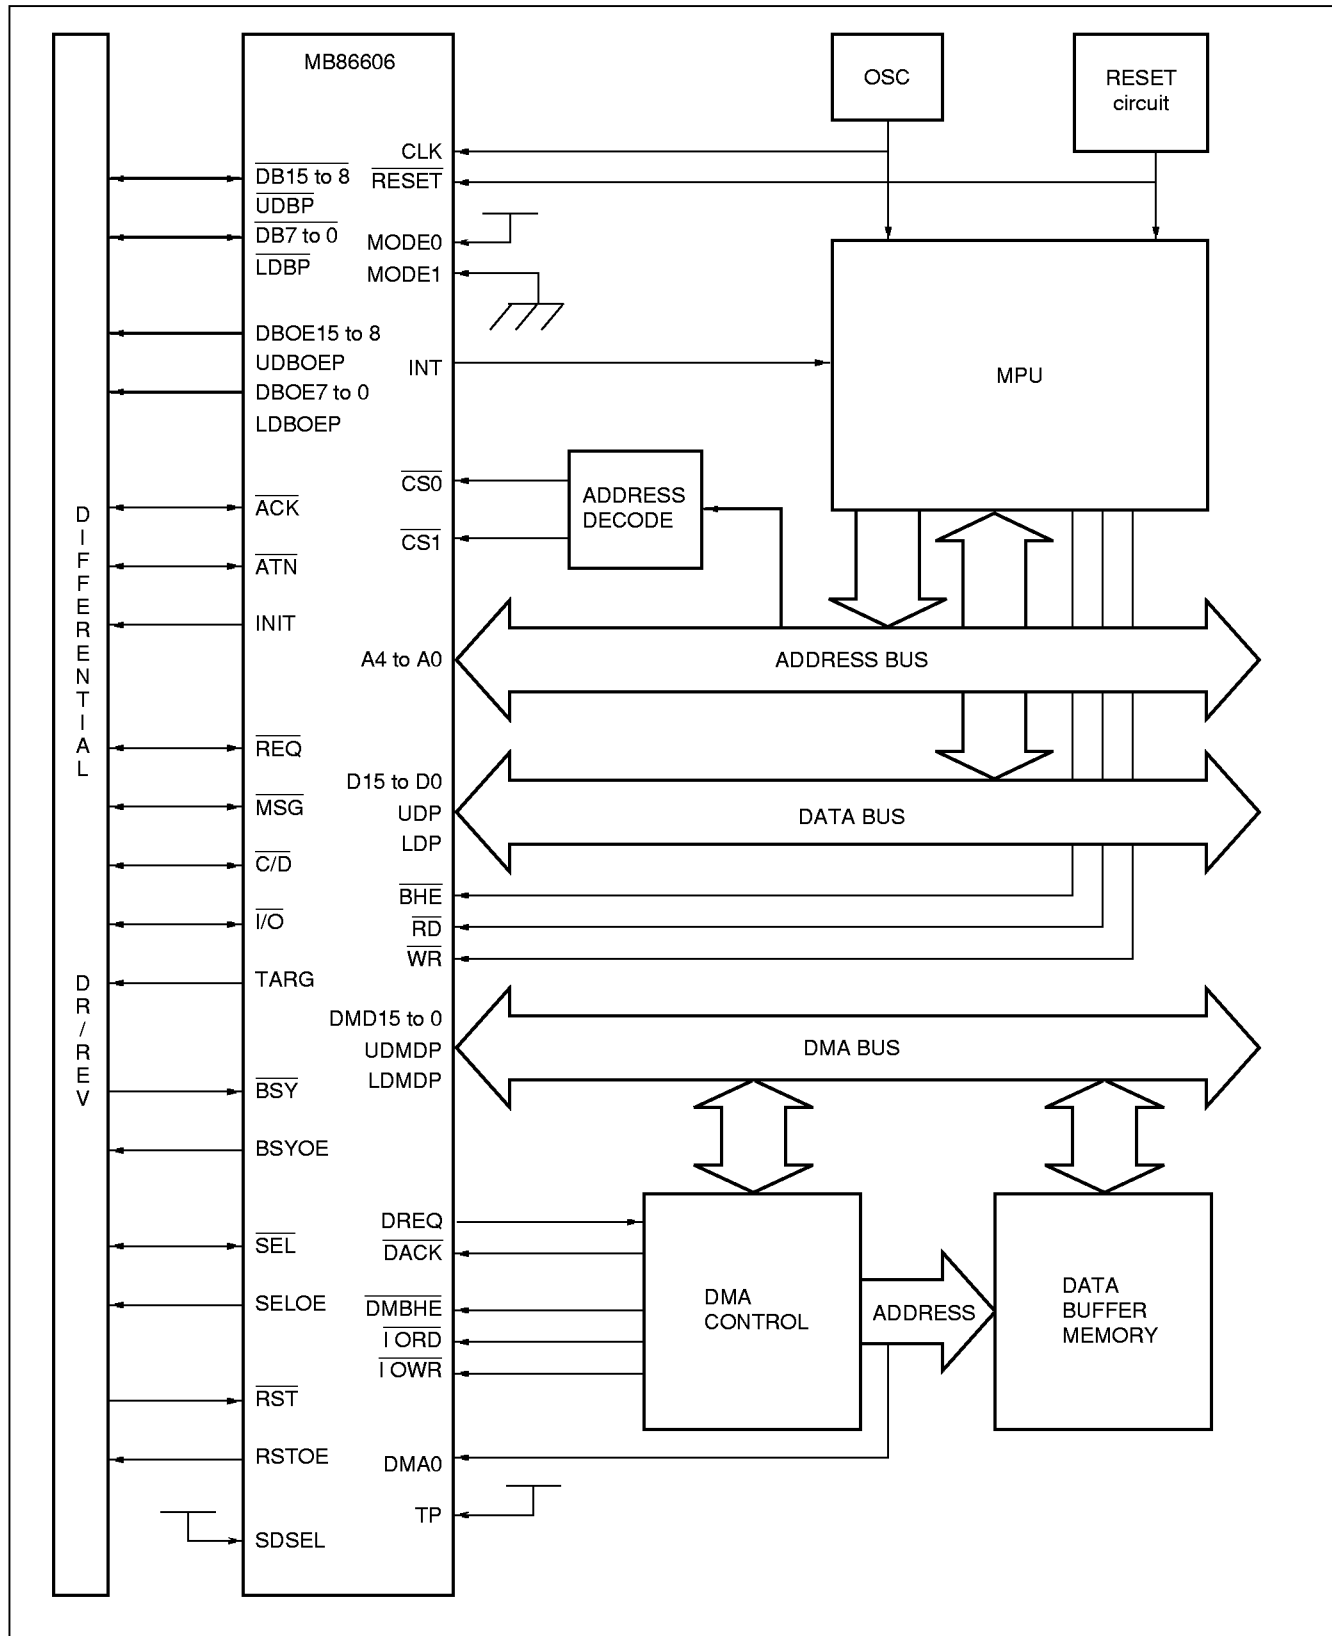 MB86606
OSC
RESET
circuit
CLK
RESET
DB15 to 8
UDBP
DB7 to 0
LDBP
MODE0
MODE1
DBOE15 to 8
UDBOEP
DBOE7 to 0
LDBOEP
INT
MPU
CS0
CS1
ADDRESS
DECODE
DIFFERENTIAL
DR/REV
ACK
ATN
INIT
A4 to A0
ADDRESS BUS
REQ
MSG
C/D
I/O
TARG
D15 to D0
UDP
LDP
DATA BUS
BHE
RD
WR
DMD15 to 0
UDMDP
LDMDP
DMA BUS
BSY
BSYOE
SEL
SELOE
RST
RSTOE
SDSEL
DREQ
DACK
DMBHE
I ORD
I OWR
DMA0
TP
DMA
CONTROL
ADDRESS
DATA
BUFFER
MEMORY